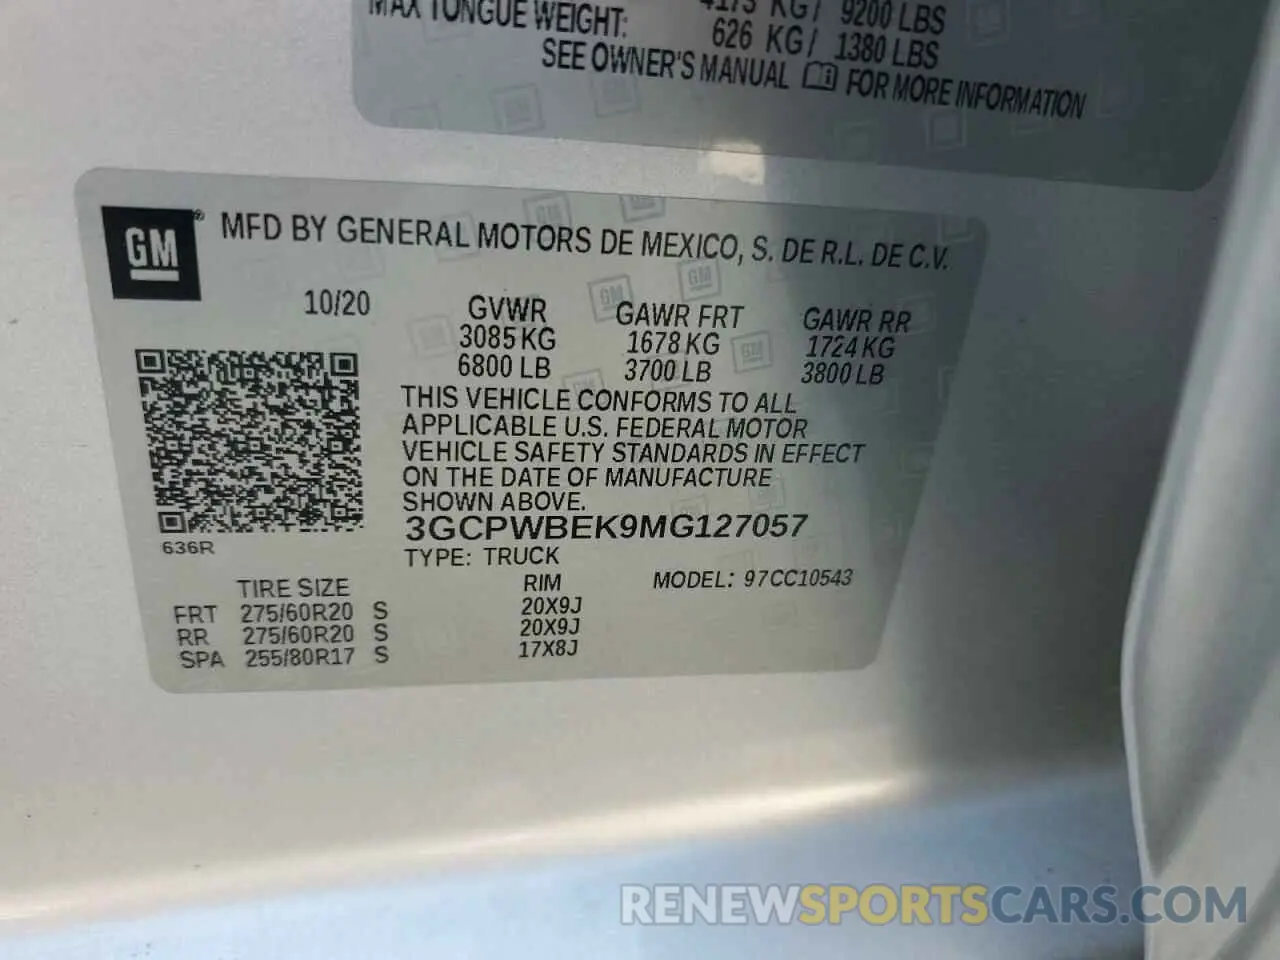 MAX TONGUE WEIGHT: 4173 KG/ 9200 LBS
626 KG/ 1380 LBS
SEE OWNER'S MANUAL FOR MORE INFORMATION
GM® MFD BY GENERAL MOTORS DE MEXICO, S. DE R.L. DE C.V.
10/20 GVWR GAWR FRT GAWR RR
3085 KG 1678 KG 1724 KG
6800 LB 3700 LB 3800 LB
THIS VEHICLE CONFORMS TO ALL
APPLICABLE U.S. FEDERAL MOTOR
VEHICLE SAFETY STANDARDS IN EFFECT
ON THE DATE OF MANUFACTURE
SHOWN ABOVE.
3GCPWBEK9MG127057
636R
TYPE: TRUCK
TIRE SIZE RIM MODEL: 97CC10543
FRT 275/60R20 S 20X9J
RR 275/60R20 S 20X9J
SPA 255/80R17 S 17X8J
RENEWSPORTSCARS.COM